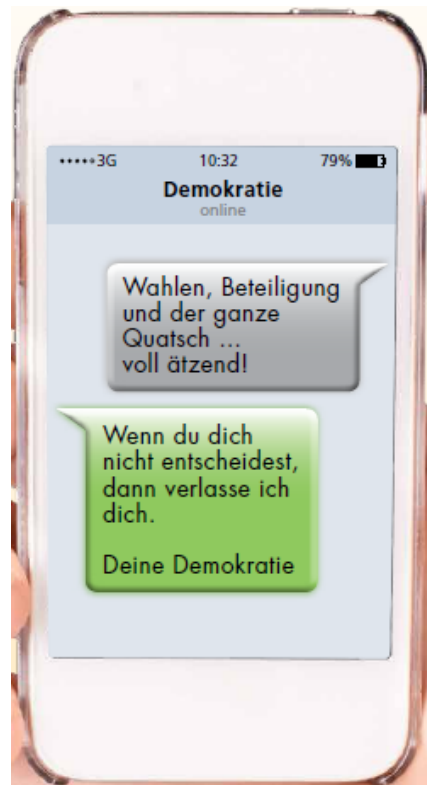 •••••3G 10:32 79%
Demokratie
online
Wahlen, Beteiligung
und der ganze
Quatsch ...
voll ätzend!
Wenn du dich
nicht entscheidest,
dann verlasse ich
dich.
Deine Demokratie